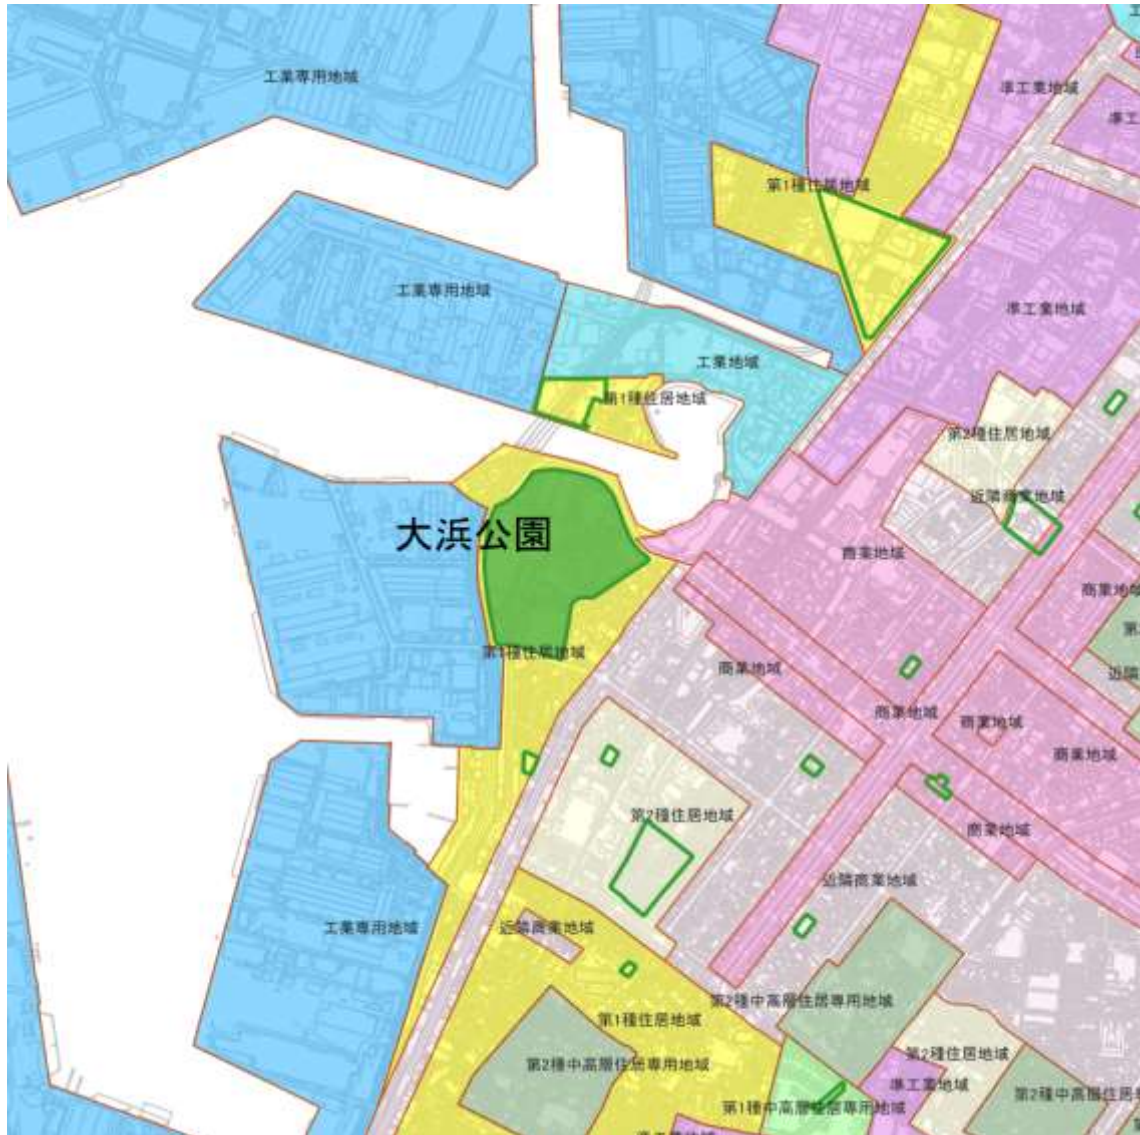 工業専用地域
準工業地域
準工
第1種住居地域
工業専用地域
準工業地域
工業地域
第1種住居地域
第2種住居地域
近隣商業地域
大浜公園
商業地域
商業地域
第1種住居地域
商業地域
近隣
商業地域
商業地域
商業地域
第2種住居地域
商業地域
近隣商業地域
工業専用地域
近隣商業地域
第2種中高層住居専用地域
第1種住居地域
第2種住居地域
第2種中高層住居専用地域
準工業地域
第2種中高層住居
第1種中高層住居専用地域